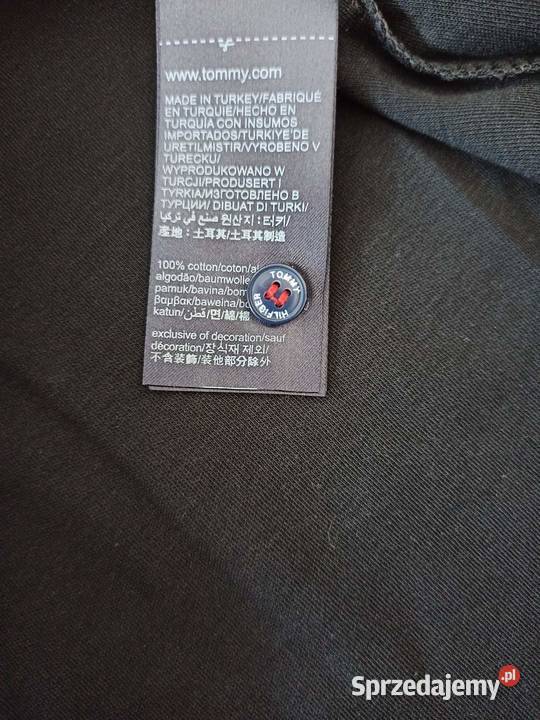 www.tommy.com
MADE IN TURKEY/FABRIQUÉ
EN TURQUIE/HECHO EN
TURQUÍA CON INSUMOS
IMPORTADOS/TURKIYE'DE
URETILMISTIR/VYROBENO V
TURECKU/
WYPRODUKOWANO W
TURCJI/PRODUSERT I
TYRKIA/ИЗГОТОВЛЕНО В
ТУРЦИИ/ DIBUAT DI TURKI/
صنع في تركيا/원산지 : 터키/
產地 : 土耳其/土耳其制造
100% cotton/coton/al
algodão/baumwolle
pamuk/bavina/bom
βαμβακ/baweina/bo
katun/قطن/면/綿/棉
TOMMY
HILFIGER
exclusive of decoration/sauf
décoration/장식재 제외/
不含装飾/装他部分除外
Sprzedajemy.pl